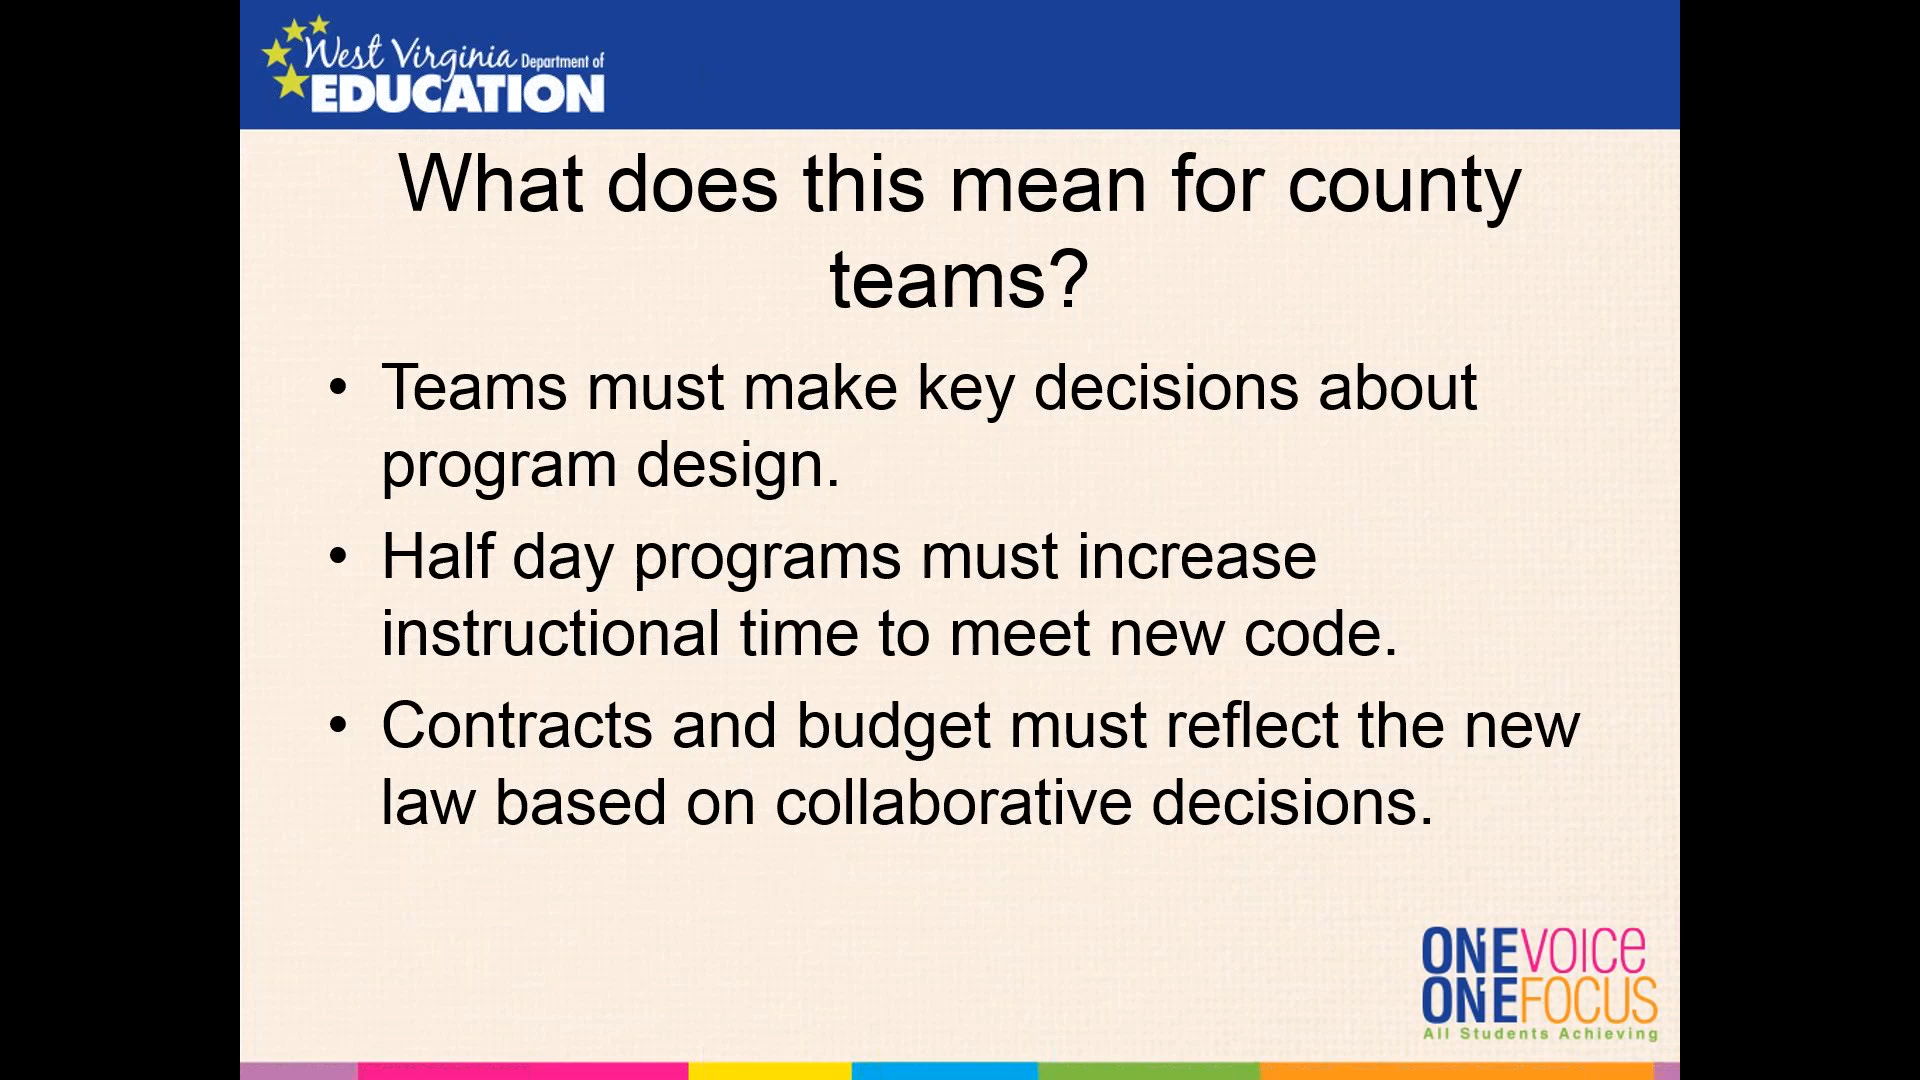 West Virginia Department of
EDUCATION
What does this mean for county
teams?
• Teams must make key decisions about
program design.
• Half day programs must increase
instructional time to meet new code.
• Contracts and budget must reflect the new
law based on collaborative decisions.
ONE VOICE
ONE FOCUS
All Students Achieving